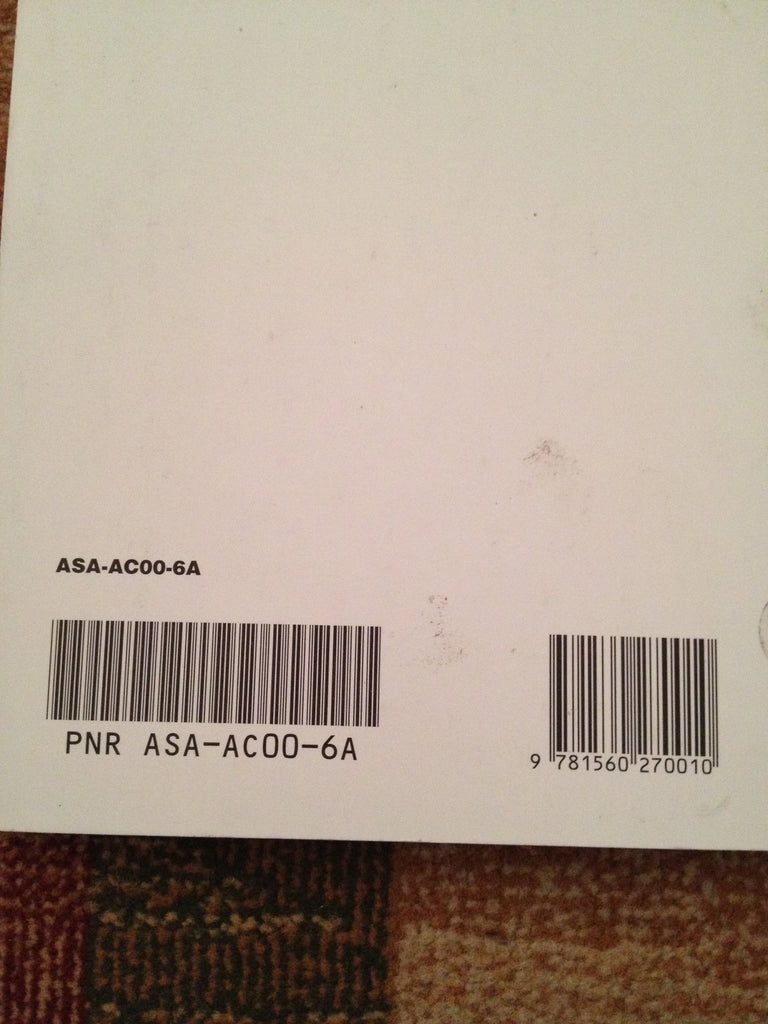 ASA-AC00-6A
PNR ASA-AC00-6A
9 781560 270010